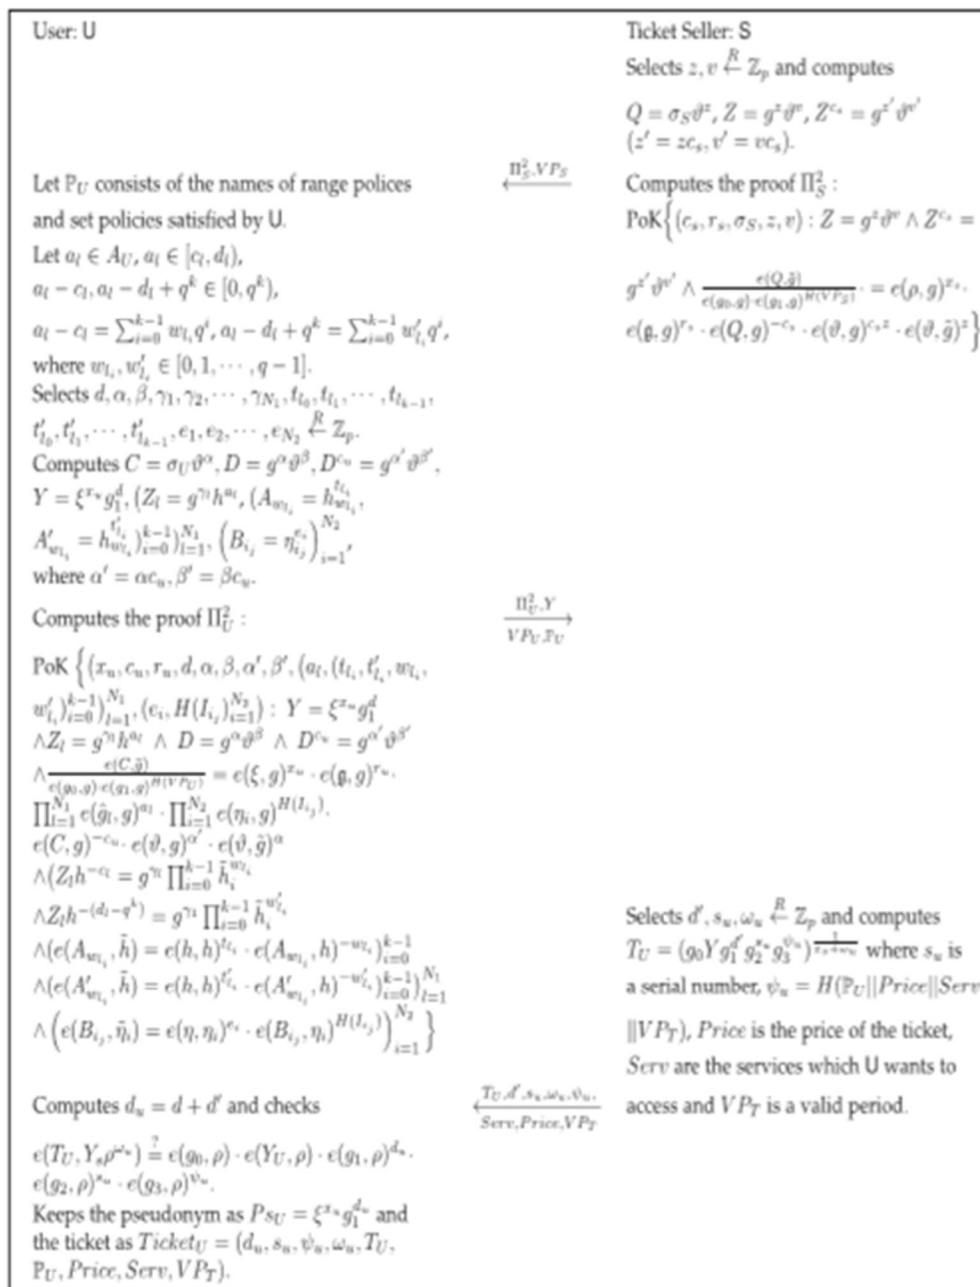 User: U
Let ℙ_U consists of the names of range polices
and set policies satisfied by U.
Let a_l ∈ A_U, a_l ∈ [c_l, d_l),
a_l − c_l, a_l − d_l + q^k ∈ [0, q^k),
a_l − c_l = ∑_{i=0}^{k−1} w_{l_i} q^i, a_l − d_l + q^k = ∑_{i=0}^{k−1} w'_{l_i} q^i,
where w_{l_i}, w'_{l_i} ∈ [0, 1, ⋯, q − 1].
Selects d, α, β, γ_1, γ_2, ⋯, γ_{N_1}, t_{l_0}, t_{l_1}, ⋯, t_{l_{k−1}},
t'_{l_0}, t'_{l_1}, ⋯, t'_{l_{k−1}}, e_1, e_2, ⋯, e_{N_2} ←^R ℤ_p.
Computes C = σ_U ϑ^α, D = g^α ϑ^β, D^{c_u} = g^{α'} ϑ^{β'},
Y = ξ^{x_u} g_1^d, (Z_l = g^{γ_l} h^{a_l}, (A_{w_{l_i}} = h_{w_{l_i}}^{t_{l_i}},
A'_{w_{l_i}} = h_{w'_{l_i}}^{t'_{l_i}})_{i=0}^{k−1})_{l=1}^{N_1}, (B_{i_j} = η_{i_j}^{e_i})_{i=1}^{N_2},
where α' = αc_u, β' = βc_u.
Computes the proof Π_U^2 :
PoK {(x_u, c_u, r_u, d, α, β, α', β', (a_l, (t_{l_i}, t'_{l_i}, w_{l_i},
w'_{l_i})_{i=0}^{k−1})_{l=1}^{N_1}, (e_i, H(I_{i_j})_{i=1}^{N_2}) : Y = ξ^{x_u} g_1^d
∧Z_l = g^{γ_l} h^{a_l} ∧ D = g^α ϑ^β ∧ D^{c_u} = g^{α'} ϑ^{β'}
∧ e(C,g̃) / e(g_0,g)·e(g_1,g)^{H(VP_U)} = e(ξ, g)^{x_u} · e(𝔤, g)^{r_u}·
∏_{l=1}^{N_1} e(ĝ_l, g)^{a_l} · ∏_{i=1}^{N_2} e(η_i, g)^{H(I_{i_j})}·
e(C, g)^{−c_u} · e(ϑ, g)^{α'} · e(ϑ, g̃)^α
∧(Z_l h^{−c_l} = g^{γ_l} ∏_{i=0}^{k−1} h̃_i^{w_{l_i}}
∧Z_l h^{−(d_l−q^k)} = g^{γ_l} ∏_{i=0}^{k−1} h̃_i^{w'_{l_i}}
∧(e(A_{w_{l_i}}, h̃) = e(h, h)^{t_{l_i}} · e(A_{w_{l_i}}, h)^{−w_{l_i}})_{i=0}^{k−1}
∧(e(A'_{w_{l_i}}, h̃) = e(h, h)^{t'_{l_i}} · e(A'_{w_{l_i}}, h)^{−w'_{l_i}})_{i=0}^{k−1})_{l=1}^{N_1}
∧ (e(B_{i_j}, η̃_i) = e(η, η_i)^{e_i} · e(B_{i_j}, η_i)^{H(I_{i_j})})_{i=1}^{N_2}}
Computes d_u = d + d' and checks
e(T_U, Y_s ρ^{ω_u}) ≟ e(g_0, ρ) · e(Y_U, ρ) · e(g_1, ρ)^{d_u}·
e(g_2, ρ)^{s_u} · e(g_3, ρ)^{ψ_u}.
Keeps the pseudonym as Ps_U = ξ^{x_u} g_1^{d_u} and
the ticket as Ticket_U = (d_u, s_u, ψ_u, ω_u, T_U,
ℙ_U, Price, Serv, VP_T).
Π_S^2, VP_S
Π_U^2, Y
VP_U, ℙ_U
T_U, d', s_u, ω_u, ψ_u,
Serv, Price, VP_T
Ticket Seller: S
Selects z, v ←^R ℤ_p and computes
Q = σ_S ϑ^z, Z = g^z ϑ^v, Z^{c_s} = g^{z'} ϑ^{v'}
(z' = zc_s, v' = vc_s).
Computes the proof Π_S^2 :
PoK{(c_s, r_s, σ_S, z, v) : Z = g^z ϑ^v ∧ Z^{c_s} =
g^{z'} ϑ^{v'} ∧ e(Q,g̃) / e(g_0,g)·e(g_1,g)^{H(VP_S)} = e(ρ, g)^{x_s}·
e(𝔤, g)^{r_s} · e(Q, g)^{−c_s} · e(ϑ, g)^{c_s z} · e(ϑ, g̃)^z}
Selects d', s_u, ω_u ←^R ℤ_p and computes
T_U = (g_0 Y g_1^{d'} g_2^{s_u} g_3^{ψ_u})^{1/(x_s+ω_u)} where s_u is
a serial number, ψ_u = H(ℙ_U||Price||Serv
||VP_T), Price is the price of the ticket,
Serv are the services which U wants to
access and VP_T is a valid period.